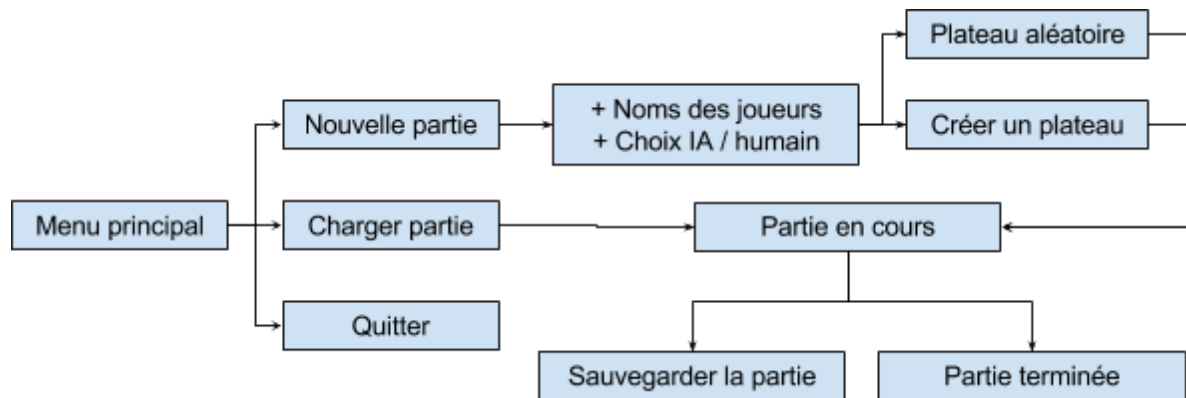 Plateau aléatoire
+ Noms des joueurs
+ Choix IA / humain
Nouvelle partie
Créer un plateau
Menu principal
Charger partie
Partie en cours
Quitter
Sauvegarder la partie
Partie terminée